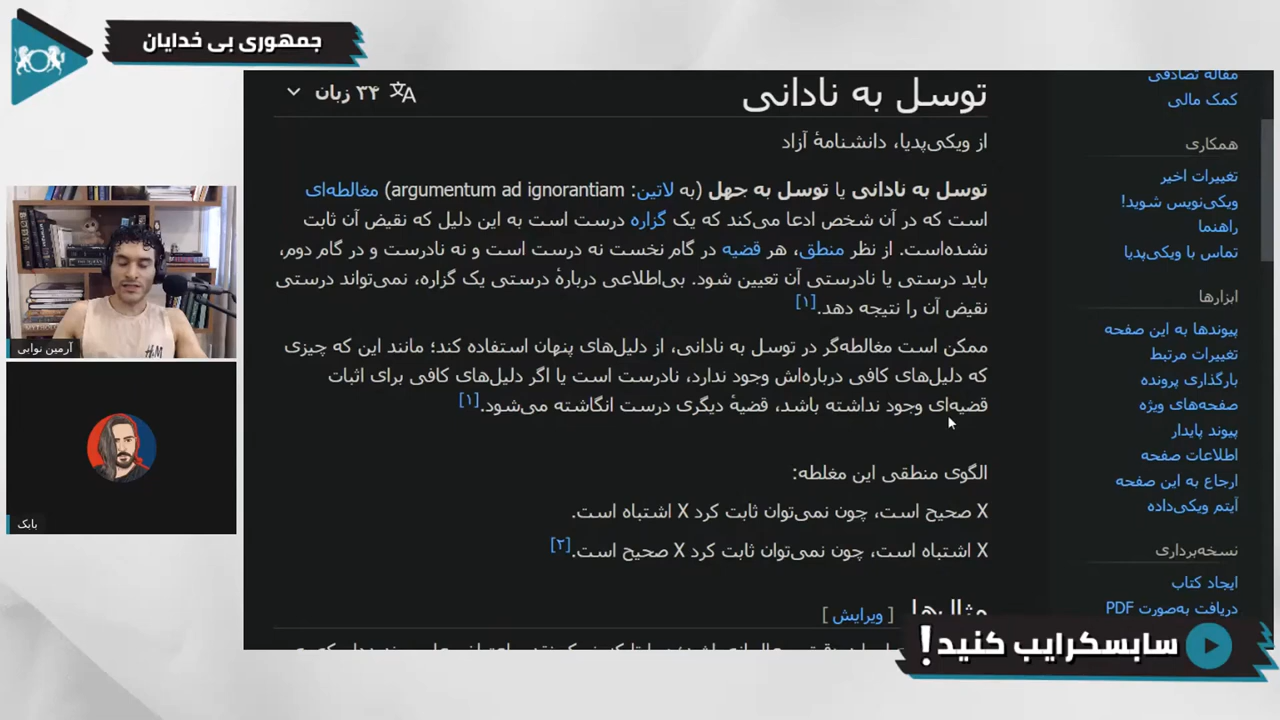 جمهوری بی خدایان
توسل به نادانی
۳۴ زبان
از ویکی‌پدیا، دانشنامهٔ آزاد
توسل به نادانی یا توسل به جهل (به لاتین: argumentum ad ignorantiam) مغالطه‌ای
است که در آن شخص ادعا می‌کند که یک گزاره درست است به این دلیل که نقیض آن ثابت
نشده‌است. از نظر منطق، هر قضیه در گام نخست نه درست است و نه نادرست و در گام دوم،
باید درستی یا نادرستی آن تعیین شود. بی‌اطلاعی دربارهٔ درستی یک گزاره، نمی‌تواند درستی
نقیض آن را نتیجه دهد.[۱]
ممکن است مغالطه‌گر در توسل به نادانی، از دلیل‌های پنهان استفاده کند؛ مانند این که چیزی
که دلیل‌های کافی درباره‌اش وجود ندارد، نادرست است یا اگر دلیل‌های کافی برای اثبات
قضیه‌ای وجود نداشته باشد، قضیهٔ دیگری درست انگاشته می‌شود.[۱]
الگوی منطقی این مغلطه:
X صحیح است، چون نمی‌توان ثابت کرد X اشتباه است.
X اشتباه است، چون نمی‌توان ثابت کرد X صحیح است.[۲]
مثال‌ها
[ ویرایش ]
مقاله تصادفی
کمک مالی
همکاری
تغییرات اخیر
ویکی‌نویس شوید!
راهنما
تماس با ویکی‌پدیا
ابزارها
پیوندها به این صفحه
تغییرات مرتبط
بارگذاری پرونده
صفحه‌های ویژه
پیوند پایدار
اطلاعات صفحه
ارجاع به این صفحه
آیتم ویکی‌داده
نسخه‌برداری
ایجاد کتاب
دریافت به‌صورت PDF
آرمین نوابی
H&M
بابک
سابسکرایب کنید!